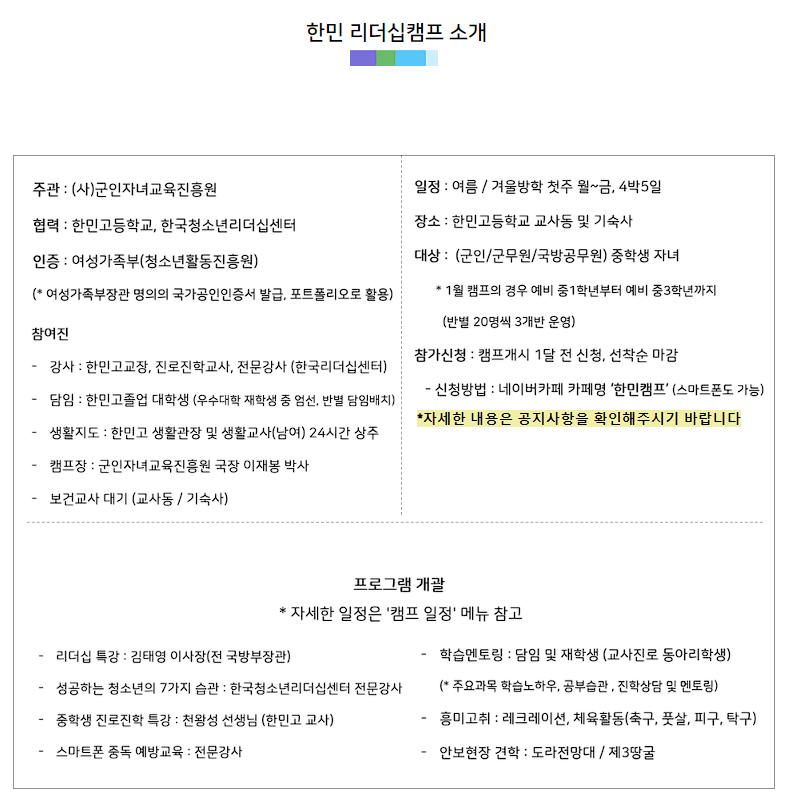 한민 리더십캠프 소개
주관 : (사)군인자녀교육진흥원
협력 : 한민고등학교, 한국청소년리더십센터
인증 : 여성가족부(청소년활동진흥원)
(* 여성가족부장관 명의의 국가공인인증서 발급, 포트폴리오로 활용)
참여진
- 강사 : 한민고교장, 진로진학교사, 전문강사 (한국리더십센터)
- 담임 : 한민고졸업 대학생 (우수대학 재학생 중 엄선, 반별 담임배치)
- 생활지도 : 한민고 생활관장 및 생활교사(남여) 24시간 상주
- 캠프장 : 군인자녀교육진흥원 국장 이재봉 박사
- 보건교사 대기 (교사동 / 기숙사)
일정 : 여름 / 겨울방학 첫주 월~금, 4박5일
장소 : 한민고등학교 교사동 및 기숙사
대상 : (군인/군무원/국방공무원) 중학생 자녀
* 1월 캠프의 경우 예비 중1학년부터 예비 중3학년까지
(반별 20명씩 3개반 운영)
참가신청 : 캠프개시 1달 전 신청, 선착순 마감
- 신청방법 : 네이버카페 카페명 '한민캠프' (스마트폰도 가능)
*자세한 내용은 공지사항을 확인해주시기 바랍니다
프로그램 개괄
* 자세한 일정은 '캠프 일정' 메뉴 참고
- 리더십 특강 : 김태영 이사장(전 국방부장관)
- 성공하는 청소년의 7가지 습관 : 한국청소년리더십센터 전문강사
- 중학생 진로진학 특강 : 천왕성 선생님 (한민고 교사)
- 스마트폰 중독 예방교육 : 전문강사
- 학습멘토링 : 담임 및 재학생 (교사진로 동아리학생)
(* 주요과목 학습노하우, 공부습관 , 진학상담 및 멘토링)
- 흥미고취 : 레크레이션, 체육활동(축구, 풋살, 피구, 탁구)
- 안보현장 견학 : 도라전망대 / 제3땅굴